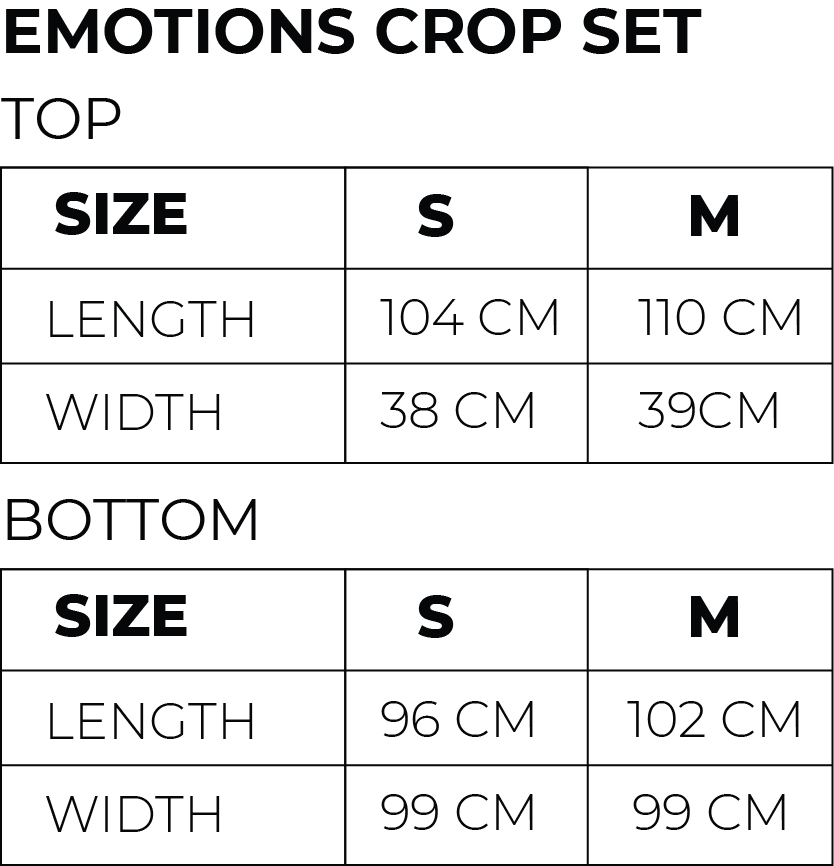 EMOTIONS CROP SET
TOP
SIZE S M
LENGTH 104 CM 110 CM
WIDTH 38 CM 39CM
BOTTOM
SIZE S M
LENGTH 96 CM 102 CM
WIDTH 99 CM 99 CM